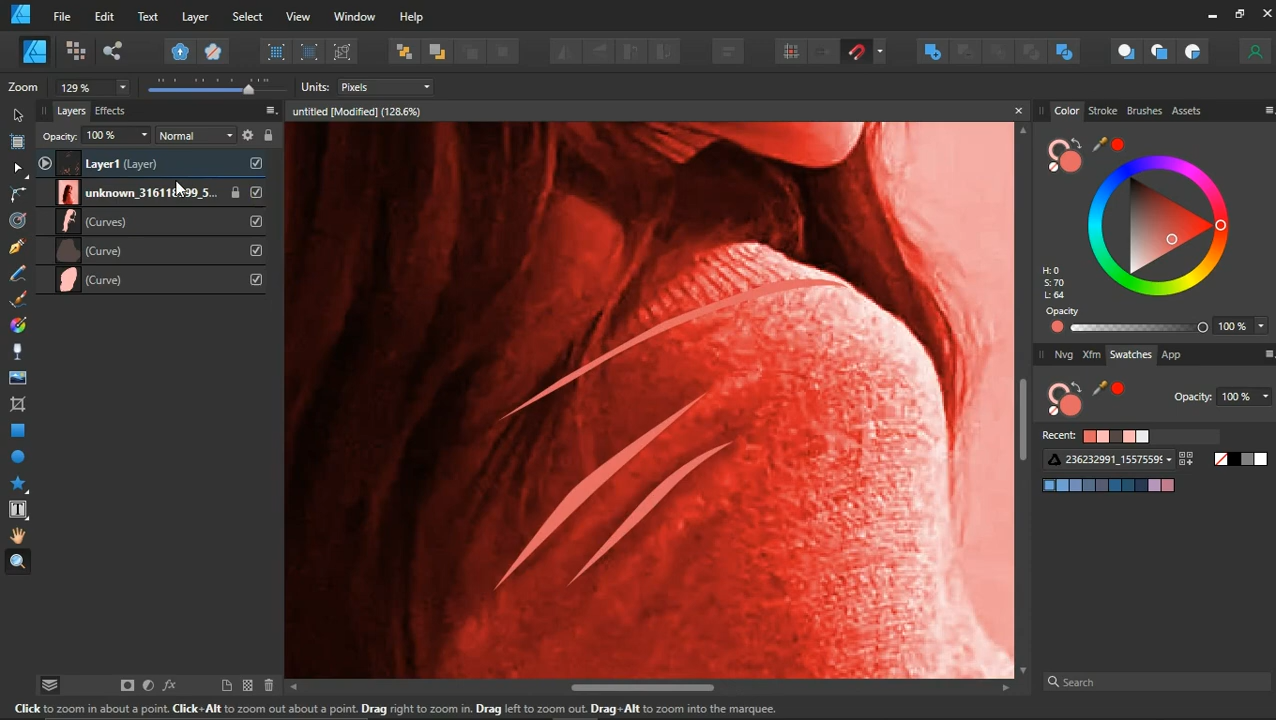 File Edit Text Layer Select View Window Help
Zoom 129 % Units: Pixels
Layers Effects
untitled [Modified] (128.6%)
Color Stroke Brushes Assets
Opacity: 100 % Normal
Layer1 (Layer)
(Curves)
(Curve)
(Curve)
H: 0
S: 70
L: 64
Opacity
100 %
Nvg Xfm Swatches App
Opacity: 100 %
Recent:
Search
Click to zoom in about a point. Click+Alt to zoom out about a point. Drag right to zoom in. Drag left to zoom out. Drag+Alt to zoom into the marquee.